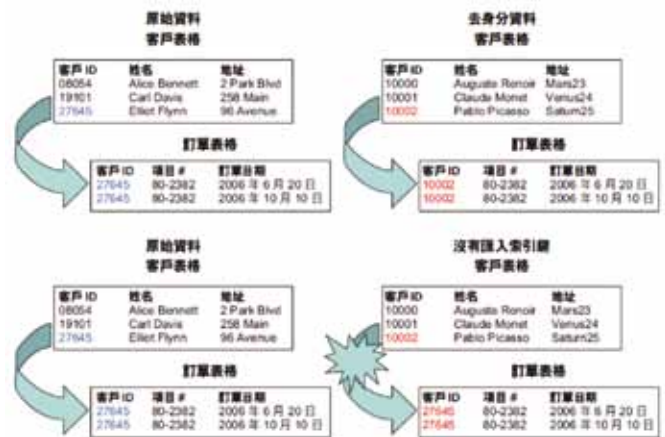 原始資料
客戶表格
客戶 ID 姓名 地址
08054 Alice Bennett 2 Park Blvd
19101 Carl Davis 258 Main
27645 Elliot Flynn 96 Avenue
訂單表格
客戶 ID 項目 # 訂單日期
27645 80-2382 2006 年 6 月 20 日
27645 80-2382 2006 年 10 月 10 日
去身分資料
客戶表格
客戶 ID 姓名 地址
10000 Auguste Renoir Mars23
10001 Claude Monet Venus24
10002 Pablo Picasso Saturn25
訂單表格
客戶 ID 項目 # 訂單日期
10002 80-2382 2006 年 6 月 20 日
10002 80-2382 2006 年 10 月 10 日
原始資料
客戶表格
客戶 ID 姓名 地址
08054 Alice Bennett 2 Park Blvd
19101 Carl Davis 258 Main
27645 Elliot Flynn 96 Avenue
訂單表格
客戶 ID 項目 # 訂單日期
27645 80-2382 2006 年 6 月 20 日
27645 80-2382 2006 年 10 月 10 日
沒有匯入索引鍵
客戶表格
客戶 ID 姓名 地址
10000 Auguste Renoir Mars23
10001 Claude Monet Venus24
10002 Pablo Picasso Saturn25
訂單表格
客戶 ID 項目 # 訂單日期
27645 80-2382 2006 年 6 月 20 日
27645 80-2382 2006 年 10 月 10 日